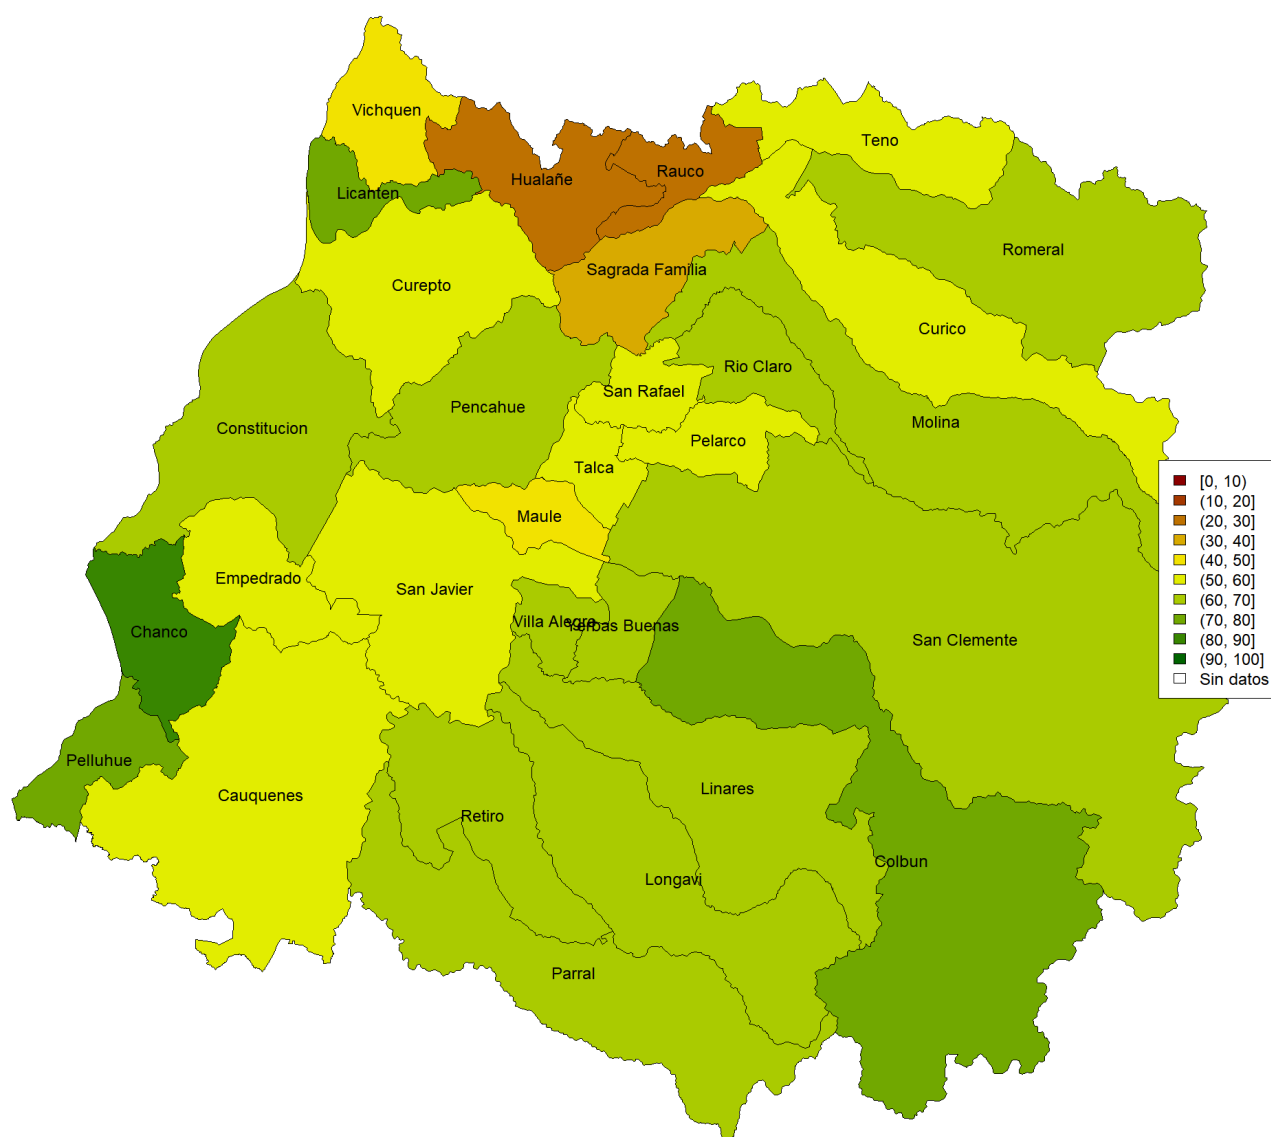 Vichquen
Teno
Rauco
Hualañe
Licanten
Romeral
Sagrada Familia
Curepto
Curico
Rio Claro
San Rafael
Pencahue
Molina
Constitucion
Pelarco
Talca
[0, 10)
(10, 20]
(20, 30]
(30, 40]
(40, 50]
(50, 60]
(60, 70]
(70, 80]
(80, 90]
(90, 100]
Sin datos
Maule
Empedrado
San Javier
Villa Alegre
Yerbas Buenas
Chanco
San Clemente
Pelluhue
Linares
Cauquenes
Retiro
Colbun
Longavi
Parral